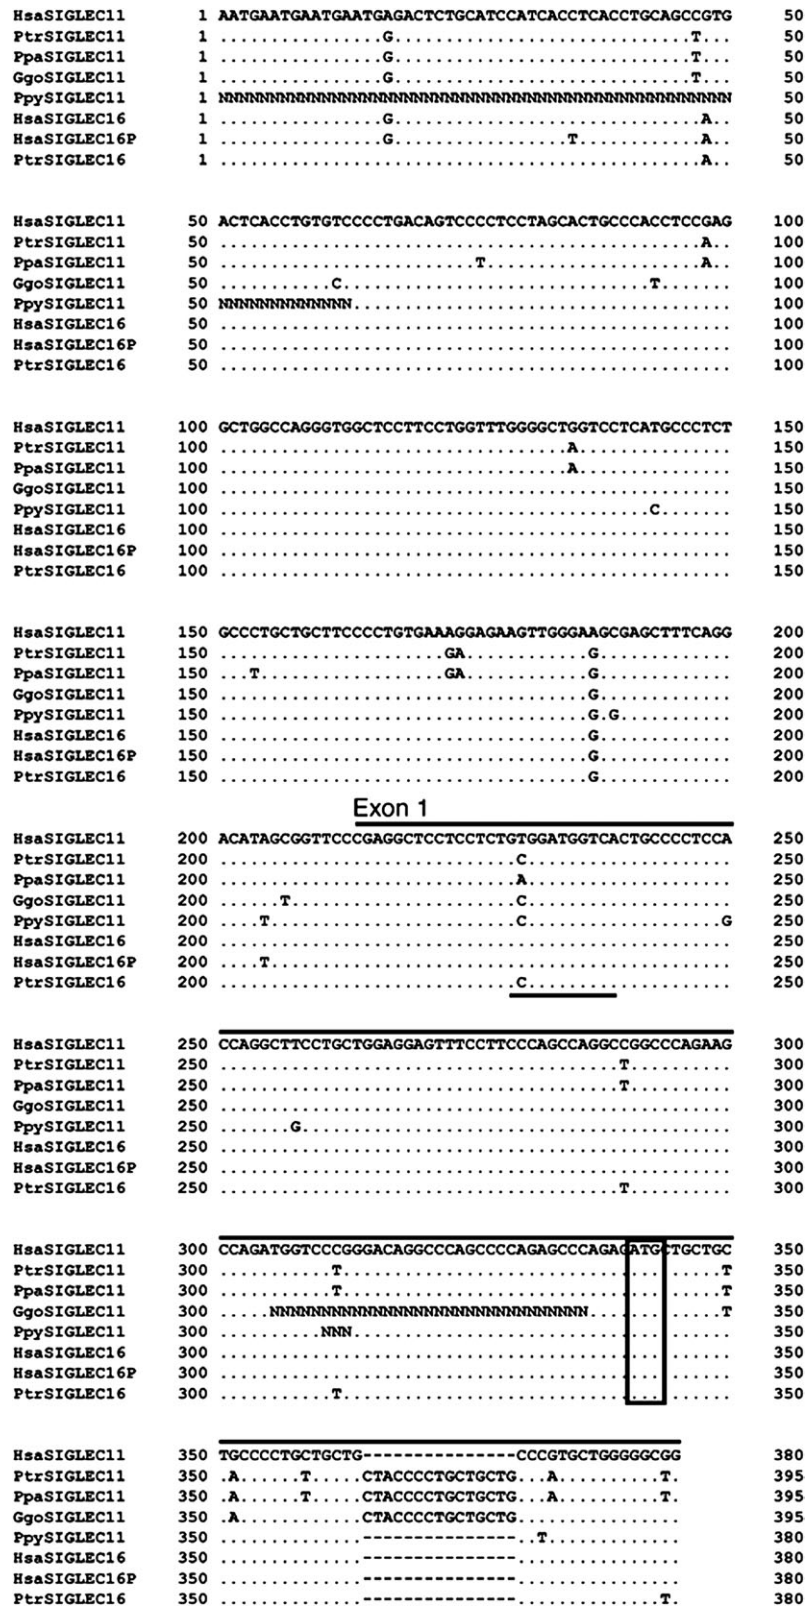 HsaSIGLEC11 1 AATGAATGAATGAATGAGACTCTGCATCCATCACCTCACCTGCAGCCGTG 50
PtrSIGLEC11 1 ................G.............................T... 50
PpaSIGLEC11 1 ................G.............................T... 50
GgoSIGLEC11 1 ................G.............................T... 50
PpySIGLEC11 1 NNNNNNNNNNNNNNNNNNNNNNNNNNNNNNNNNNNNNNNNNNNNNNNNNN 50
HsaSIGLEC16 1 ................G..............................A.. 50
HsaSIGLEC16P 1 ................G.................T............A.. 50
PtrSIGLEC16 1 ...............................................A.. 50
HsaSIGLEC11 50 ACTCACCTGTGTCCCCTGACAGTCCCCTCCTAGCACTGCCCACCTCCGAG 100
PtrSIGLEC11 50 ...............................................A.. 100
PpaSIGLEC11 50 .........................T.....................A.. 100
GgoSIGLEC11 50 ...........C..............................T....... 100
PpySIGLEC11 50 NNNNNNNNNNNNN..................................... 100
HsaSIGLEC16 50 .................................................. 100
HsaSIGLEC16P 50 .................................................. 100
PtrSIGLEC16 50 .................................................. 100
HsaSIGLEC11 100 GCTGGCCAGGGTGGCTCCTTCCTGGTTTGGGGCTGGTCCTCATGCCCTCT 150
PtrSIGLEC11 100 ..................................A............... 150
PpaSIGLEC11 100 ..................................A............... 150
GgoSIGLEC11 100 .................................................. 150
PpySIGLEC11 100 ..........................................C....... 150
HsaSIGLEC16 100 .................................................. 150
HsaSIGLEC16P 100 .................................................. 150
PtrSIGLEC16 100 .................................................. 150
HsaSIGLEC11 150 GCCCTGCTGCTTCCCCTGTGAAAGGAGAAGTTGGGAAGCGAGCTTTCAGG 200
PtrSIGLEC11 150 ......................GA............G............. 200
PpaSIGLEC11 150 ...T..................GA............G............. 200
GgoSIGLEC11 150 ....................................G............. 200
PpySIGLEC11 150 ....................................G.G........... 200
HsaSIGLEC16 150 ....................................G............. 200
HsaSIGLEC16P 150 ....................................G............. 200
PtrSIGLEC16 150 ....................................G............. 200
Exon 1
HsaSIGLEC11 200 ACATAGCGGTTCCCGAGGCTCCTCCTCTGTGGATGGTCACTGCCCCTCCA 250
PtrSIGLEC11 200 .............................C.................... 250
PpaSIGLEC11 200 .............................A.................... 250
GgoSIGLEC11 200 ......T......................C.................... 250
PpySIGLEC11 200 ....T........................C...................G 250
HsaSIGLEC16 200 .................................................. 250
HsaSIGLEC16P 200 ....T............................................. 250
PtrSIGLEC16 200 .............................C.................... 250
HsaSIGLEC11 250 CCAGGCTTCCTGCTGGAGGAGTTTCCTTCCCAGCCAGGCCGGCCCAGAAG 300
PtrSIGLEC11 250 .......................................T.......... 300
PpaSIGLEC11 250 .......................................T.......... 300
GgoSIGLEC11 250 .................................................. 300
PpySIGLEC11 250 .......G.......................................... 300
HsaSIGLEC16 250 .................................................. 300
HsaSIGLEC16P 250 .................................................. 300
PtrSIGLEC16 250 .......................................T.......... 300
HsaSIGLEC11 300 CCAGATGGTCCCGGGACAGGCCCAGCCCCAGAGCCCAGAGATGCTGCTGC 350
PtrSIGLEC11 300 ...........T.....................................T 350
PpaSIGLEC11 300 ...........T.....................................T 350
GgoSIGLEC11 300 .....NNNNNNNNNNNNNNNNNNNNNNNNNNNNNNN.............T 350
PpySIGLEC11 300 ..........NNN..................................... 350
HsaSIGLEC16 300 .................................................. 350
HsaSIGLEC16P 300 .................................................. 350
PtrSIGLEC16 300 ...........T...................................... 350
HsaSIGLEC11 350 TGCCCCTGCTGCTG---------------CCCGTGCTGGGGGCGG 380
PtrSIGLEC11 350 .A......T.....CTACCCCTGCTGCTG...A..........T. 395
PpaSIGLEC11 350 .A......T.....CTACCCCTGCTGCTG...A..........T. 395
GgoSIGLEC11 350 .A............CTACCCCTGCTGCTG................ 395
PpySIGLEC11 350 ..............---------------..T............. 380
HsaSIGLEC16 350 ..............---------------................ 380
HsaSIGLEC16P 350 ..............---------------................ 380
PtrSIGLEC16 350 ..............---------------..............T. 380